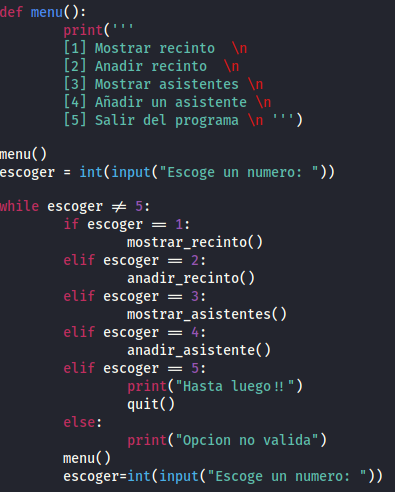 def menu():
        print('''
        [1] Mostrar recinto  \n
        [2] Anadir recinto  \n
        [3] Mostrar asistentes \n
        [4] Añadir un asistente \n
        [5] Salir del programa \n ''')

menu()
escoger = int(input("Escoge un numero: "))

while escoger != 5:
        if escoger == 1:
                mostrar_recinto()
        elif escoger == 2:
                anadir_recinto()
        elif escoger == 3:
                mostrar_asistentes()
        elif escoger == 4:
                anadir_asistente()
        elif escoger == 5:
                print("Hasta luego!!")
                quit()
        else:
                print("Opcion no valida")
        menu()
        escoger=int(input("Escoge un numero: "))